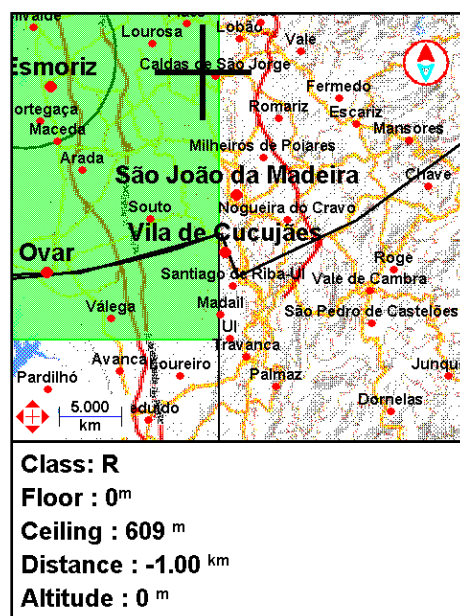 Lourosa
Lobão
Vale
Esmoriz
Caldas de São Jorge
Fermedo
Romariz
Escariz
Maceda
Mansores
Milheiros de Poiares
Arada
Chave
São João da Madeira
Souto
Nogueira do Cravo
Vila de Cucujães
Ovar
Roge
Santiago de Riba-Ul
Vale de Cambra
Madail
Válega
São Pedro de Castelões
Ul
Travanca
Avanca
Loureiro
Junqu
Pardilhó
Palmaz
5.000
km
Dornelas
Class: R
Floor : 0m
Ceiling : 609 m
Distance : -1.00 km
Altitude : 0 m